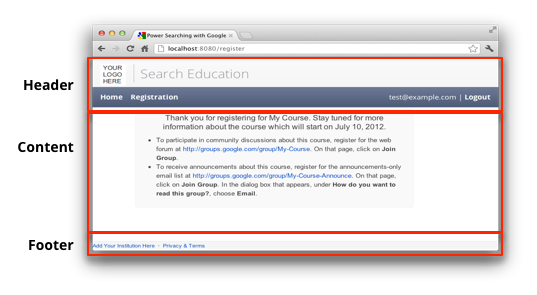 Power Searching with Google
localhost:8080/register
Header
YOUR
LOGO
HERE
Search Education
Home Registration
test@example.com | Logout
Content
Thank you for registering for My Course. Stay tuned for more
information about the course which will start on July 10, 2012.
• To participate in community discussions about this course, register for the web
forum at http://groups.google.com/group/My-Course. On that page, click on Join
Group.
• To receive announcements about this course, register for the announcements-only
email list at http://groups.google.com/group/My-Course-Announce. On that page,
click on Join Group. In the dialog box that appears, under How do you want to
read this group?, choose Email.
Footer
Add Your Institution Here - Privacy & Terms